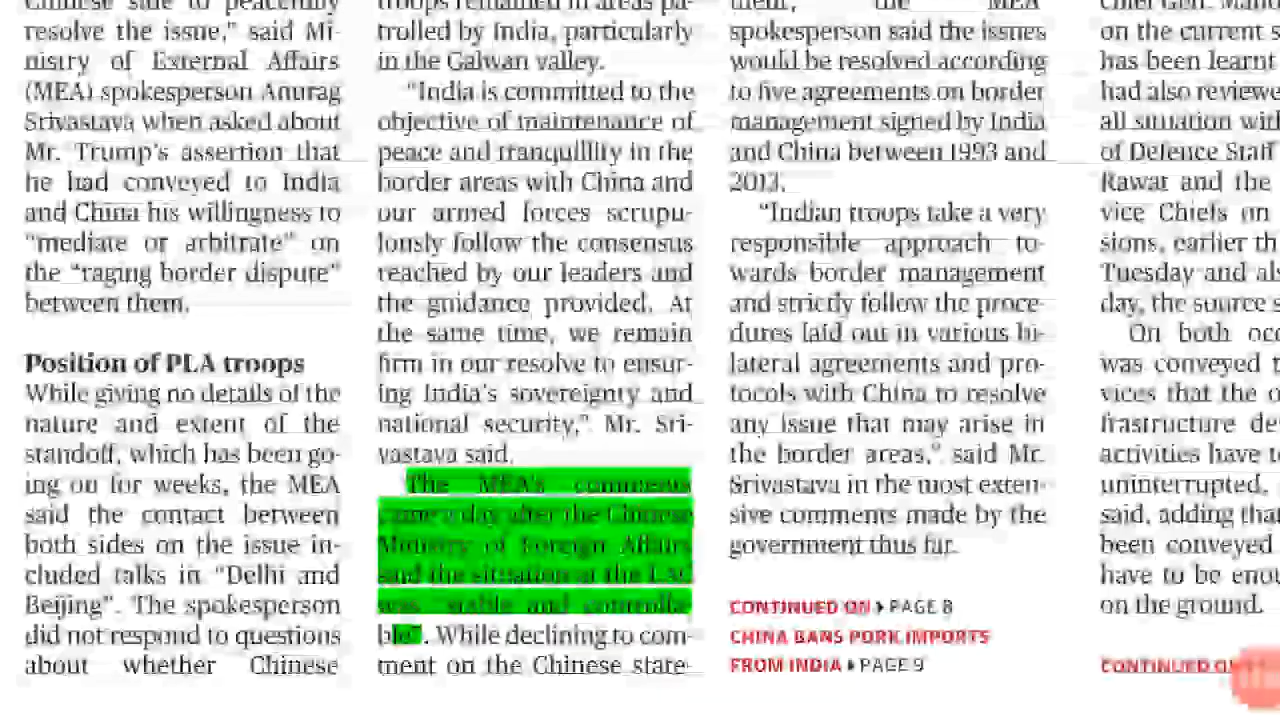 Chinese side to peacefully
resolve the issue,” said Mi-
nistry of External Affairs
(MEA) spokesperson Anurag
Srivastava when asked about
Mr. Trump’s assertion that
he had conveyed to India
and China his willingness to
“mediate or arbitrate” on
the “raging border dispute”
between them.
Position of PLA troops
While giving no details of the
nature and extent of the
standoff, which has been go-
ing on for weeks, the MEA
said the contact between
both sides on the issue in-
cluded talks in “Delhi and
Beijing”. The spokesperson
did not respond to questions
about whether Chinese
troops remained in areas pa-
trolled by India, particularly
in the Galwan valley.
“India is committed to the
objective of maintenance of
peace and tranquillity in the
border areas with China and
our armed forces scrupu-
lously follow the consensus
reached by our leaders and
the guidance provided. At
the same time, we remain
firm in our resolve to ensur-
ing India’s sovereignty and
national security,” Mr. Sri-
vastava said.
The MEA’s comments
came a day after the Chinese
Ministry of Foreign Affairs
said the situation at the LAC
was “stable and controlla-
ble”. While declining to com-
ment on the Chinese state-
ment, the MEA
spokesperson said the issues
would be resolved according
to five agreements on border
management signed by India
and China between 1993 and
2013.
“Indian troops take a very
responsible approach to-
wards border management
and strictly follow the proce-
dures laid out in various bi-
lateral agreements and pro-
tocols with China to resolve
any issue that may arise in
the border areas,” said Mr.
Srivastava in the most exten-
sive comments made by the
government thus far.
CONTINUED ON PAGE 8
CHINA BANS PORK IMPORTS
FROM INDIA PAGE 9
Chief Gen.
on the current s
has been learnt
had also reviewe
all situation wit
of Defence Staff
Rawat and the
vice Chiefs on
sions, earlier th
Tuesday and als
day, the source s
On both occ
was conveyed t
vices that the o
frastructure de
activities have t
uninterrupted,
said, adding tha
been conveyed
have to be enou
on the ground.
CONTINUED ON